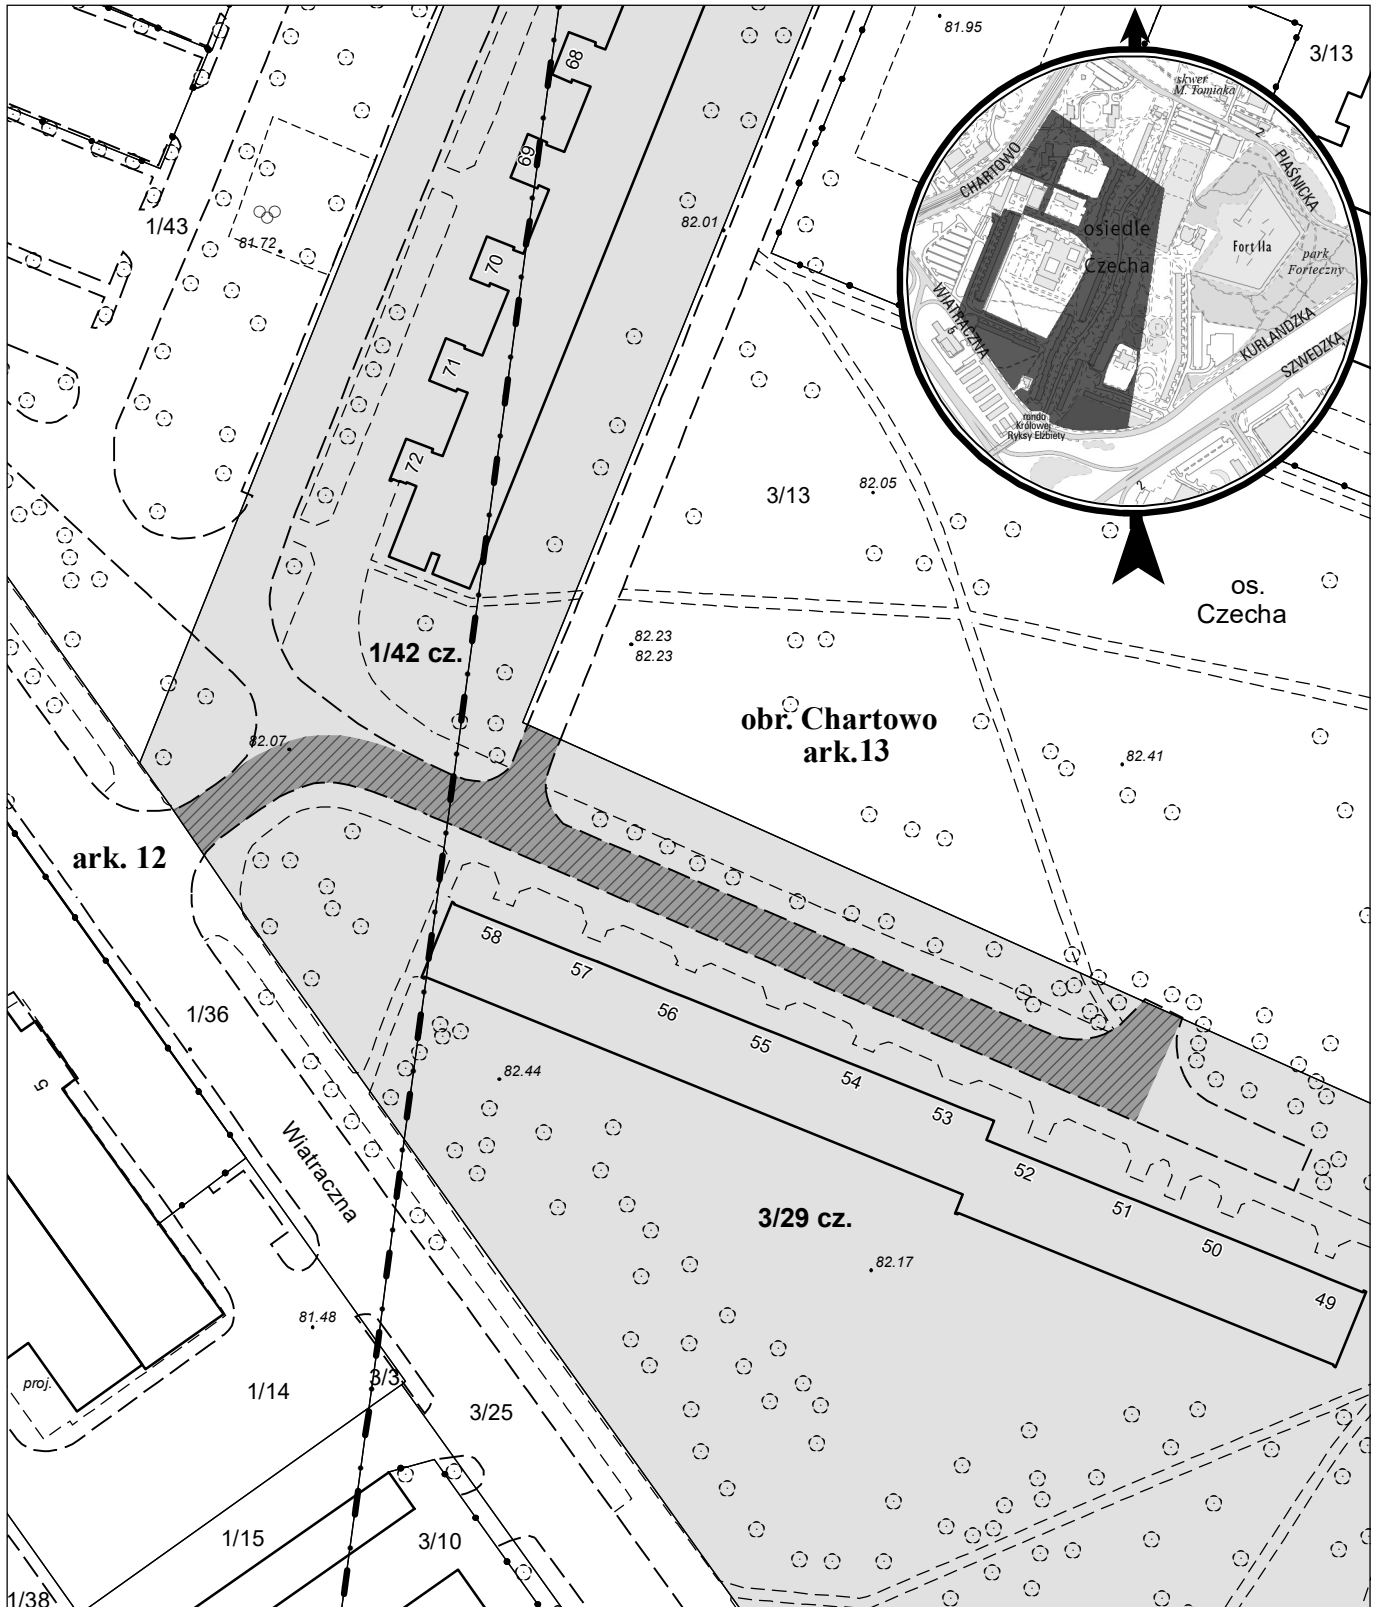 81.95
3/13
68
skwer
M. Tomiaka
2
PIAŚNICKA
CHARTOWO
69
1/43
81.72
82.01
osiedle
Czecha
Fort IIa
park
Forteczny
70
WIATRACZNA
5
KURLANDZKA
SZWEDZKA
71
rondo
Królowej
Ryksy Elżbiety
72
2
3/13
82.05
os.
Czecha
82.23
82.23
1/42 cz.
obr. Chartowo
ark.13
82.07
82.41
ark. 12
58
57
56
55
54
53
52
51
50
49
1/36
5
82.44
Wiatraczna
3/29 cz.
82.17
81.48
proj.
1/14
3/3
3/25
1/15
3/10
1/38